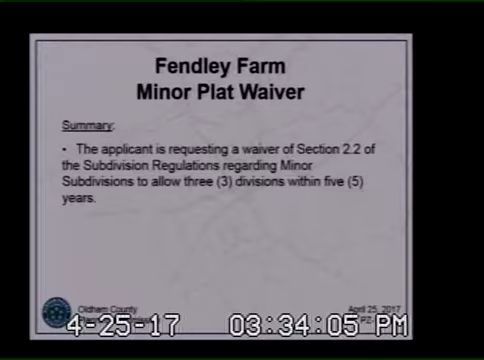 Fendley Farm
Minor Plat Waiver
Summary:
• The applicant is requesting a waiver of Section 2.2 of
the Subdivision Regulations regarding Minor
Subdivisions to allow three (3) divisions within five (5)
years.
Oldham County
April 25, 2017
4-25-17 03:34:05 PM